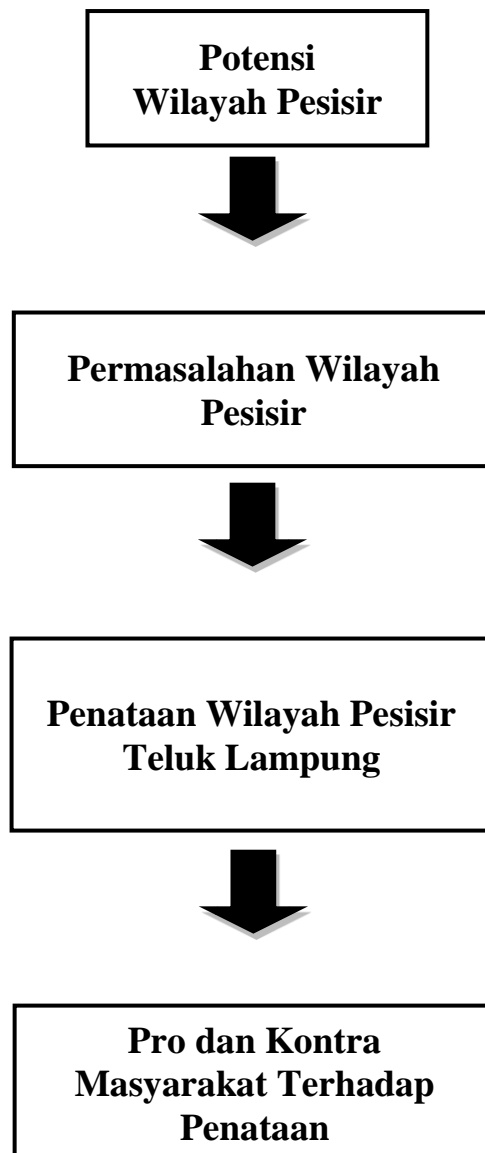 Potensi
Wilayah Pesisir
Permasalahan Wilayah
Pesisir
Penataan Wilayah Pesisir
Teluk Lampung
Pro dan Kontra
Masyarakat Terhadap
Penataan